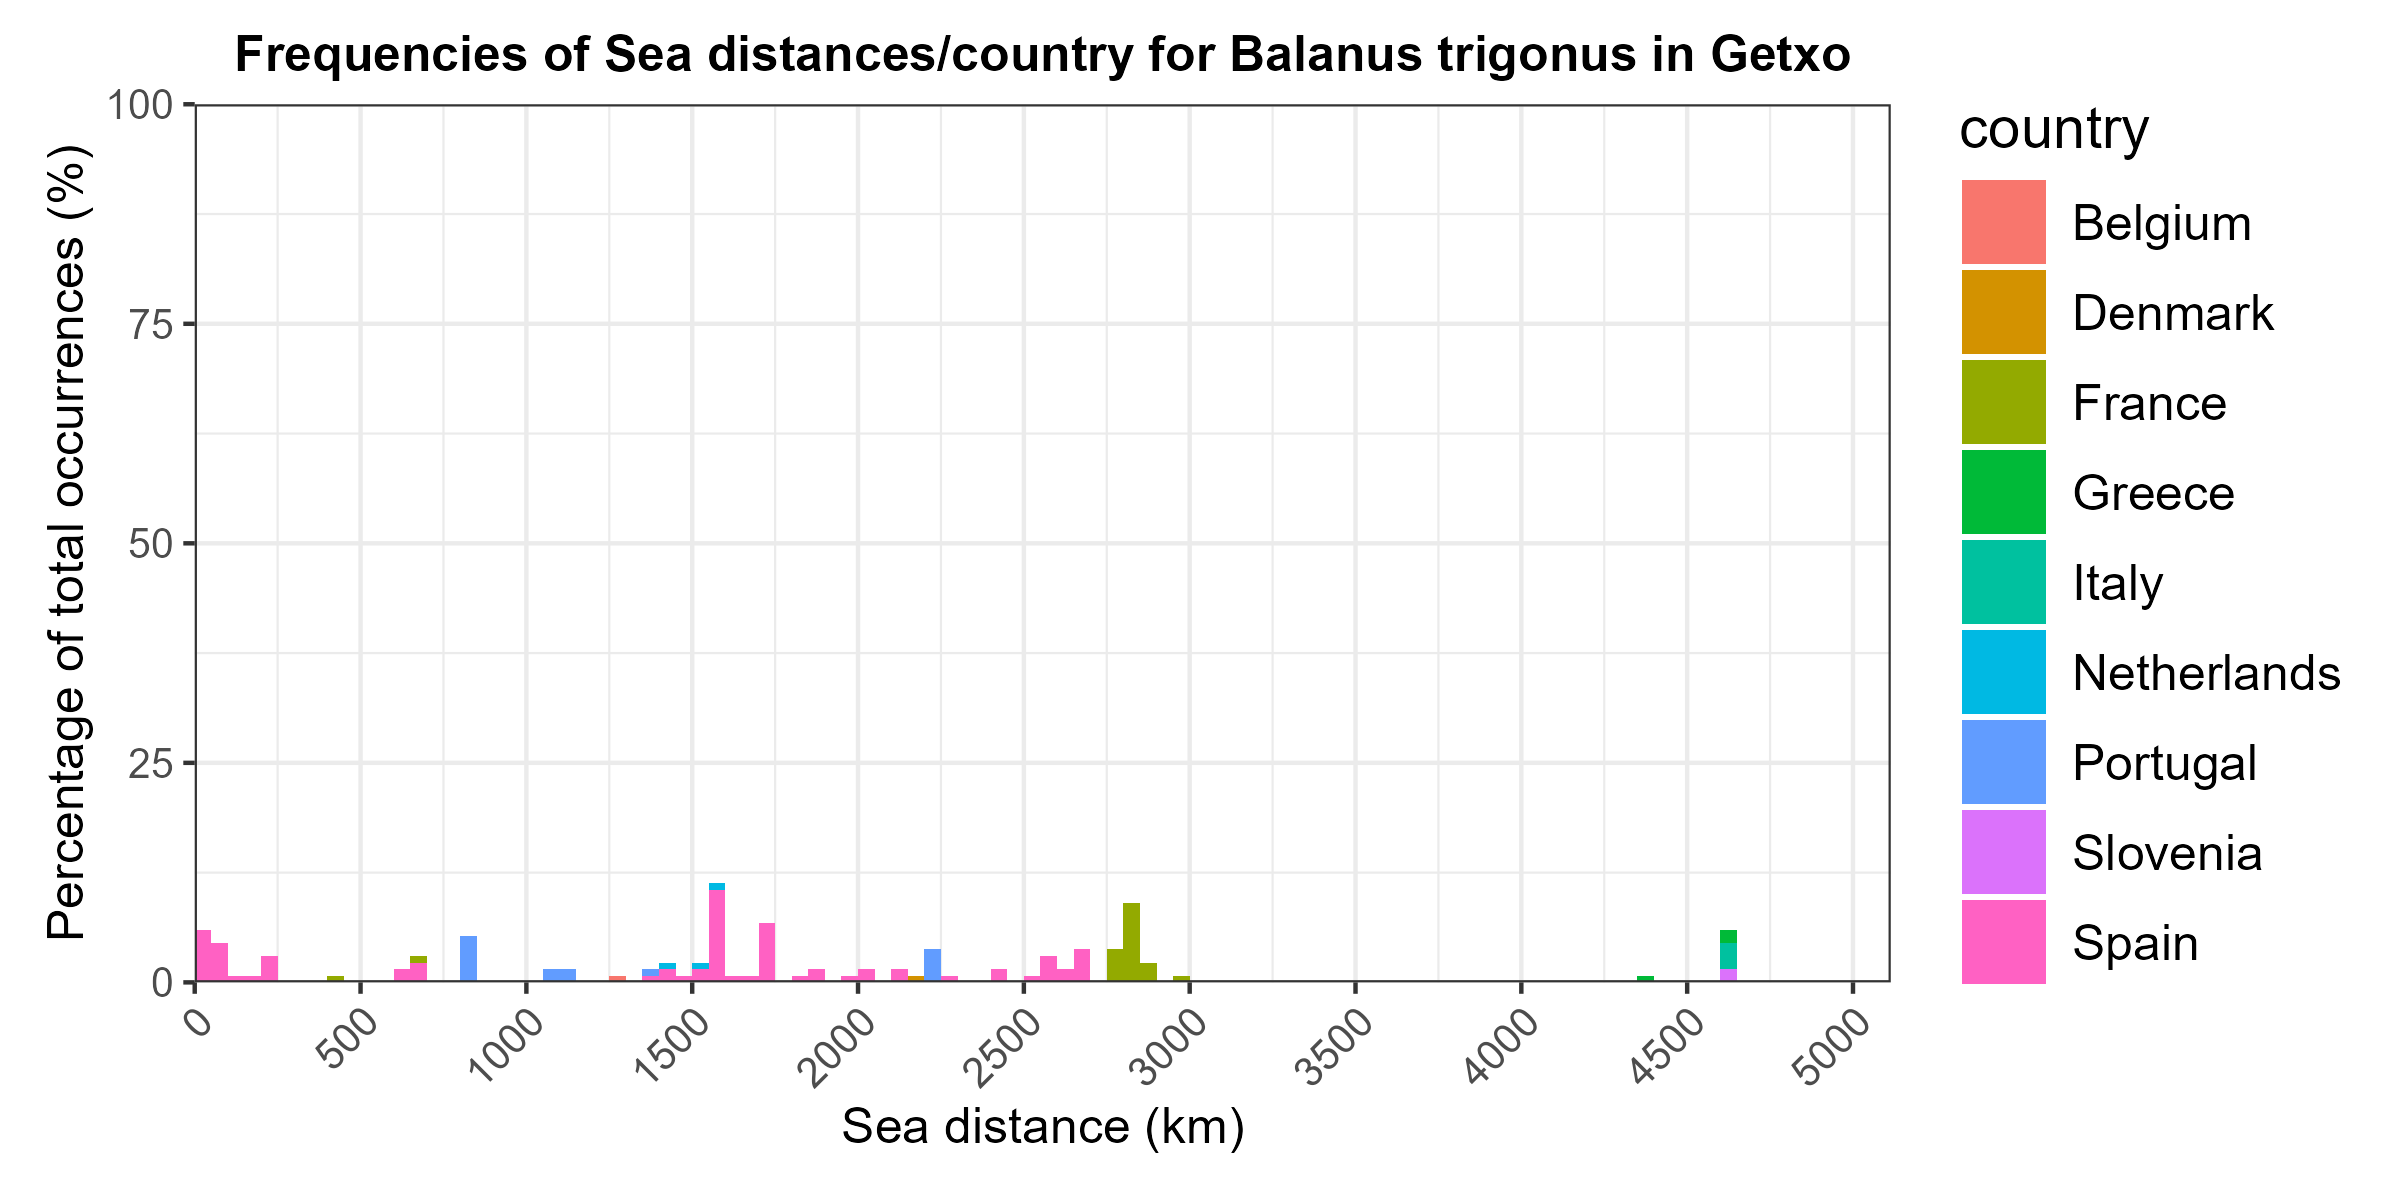 Frequencies of Sea distances/country for Balanus trigonus in Getxo
Percentage of total occurrences (%)
100
75
50
25
0
0
500
1000
1500
2000
2500
3000
3500
4000
4500
5000
Sea distance (km)
country
Belgium
Denmark
France
Greece
Italy
Netherlands
Portugal
Slovenia
Spain